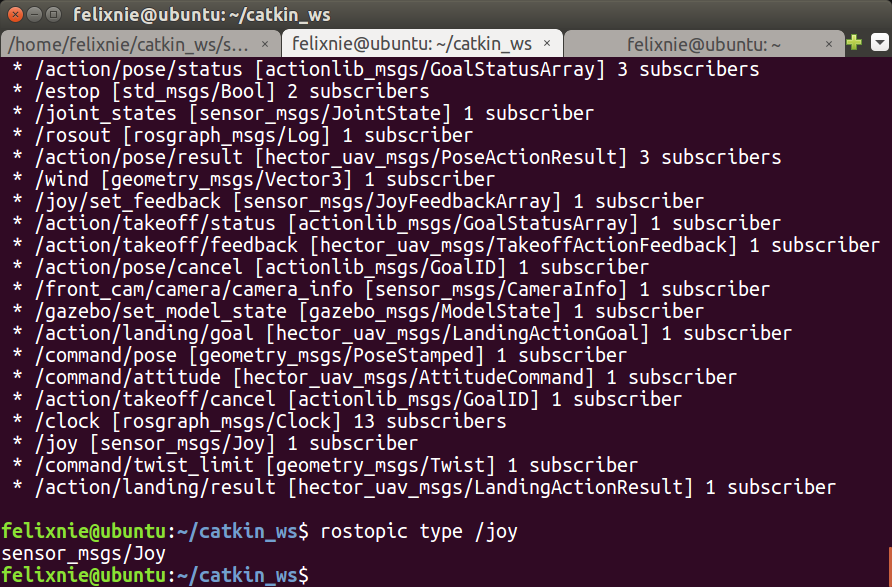 felixnie@ubuntu: ~/catkin_ws
/home/felixnie/catkin_ws/s... × felixnie@ubuntu: ~/catkin_ws × felixnie@ubuntu: ~ ×
* /action/pose/status [actionlib_msgs/GoalStatusArray] 3 subscribers
* /estop [std_msgs/Bool] 2 subscribers
* /joint_states [sensor_msgs/JointState] 1 subscriber
* /rosout [rosgraph_msgs/Log] 1 subscriber
* /action/pose/result [hector_uav_msgs/PoseActionResult] 3 subscribers
* /wind [geometry_msgs/Vector3] 1 subscriber
* /joy/set_feedback [sensor_msgs/JoyFeedbackArray] 1 subscriber
* /action/takeoff/status [actionlib_msgs/GoalStatusArray] 1 subscriber
* /action/takeoff/feedback [hector_uav_msgs/TakeoffActionFeedback] 1 subscriber
* /action/pose/cancel [actionlib_msgs/GoalID] 1 subscriber
* /front_cam/camera/camera_info [sensor_msgs/CameraInfo] 1 subscriber
* /gazebo/set_model_state [gazebo_msgs/ModelState] 1 subscriber
* /action/landing/goal [hector_uav_msgs/LandingActionGoal] 1 subscriber
* /command/pose [geometry_msgs/PoseStamped] 1 subscriber
* /command/attitude [hector_uav_msgs/AttitudeCommand] 1 subscriber
* /action/takeoff/cancel [actionlib_msgs/GoalID] 1 subscriber
* /clock [rosgraph_msgs/Clock] 13 subscribers
* /joy [sensor_msgs/Joy] 1 subscriber
* /command/twist_limit [geometry_msgs/Twist] 1 subscriber
* /action/landing/result [hector_uav_msgs/LandingActionResult] 1 subscriber
felixnie@ubuntu:~/catkin_ws$ rostopic type /joy
sensor_msgs/Joy
felixnie@ubuntu:~/catkin_ws$